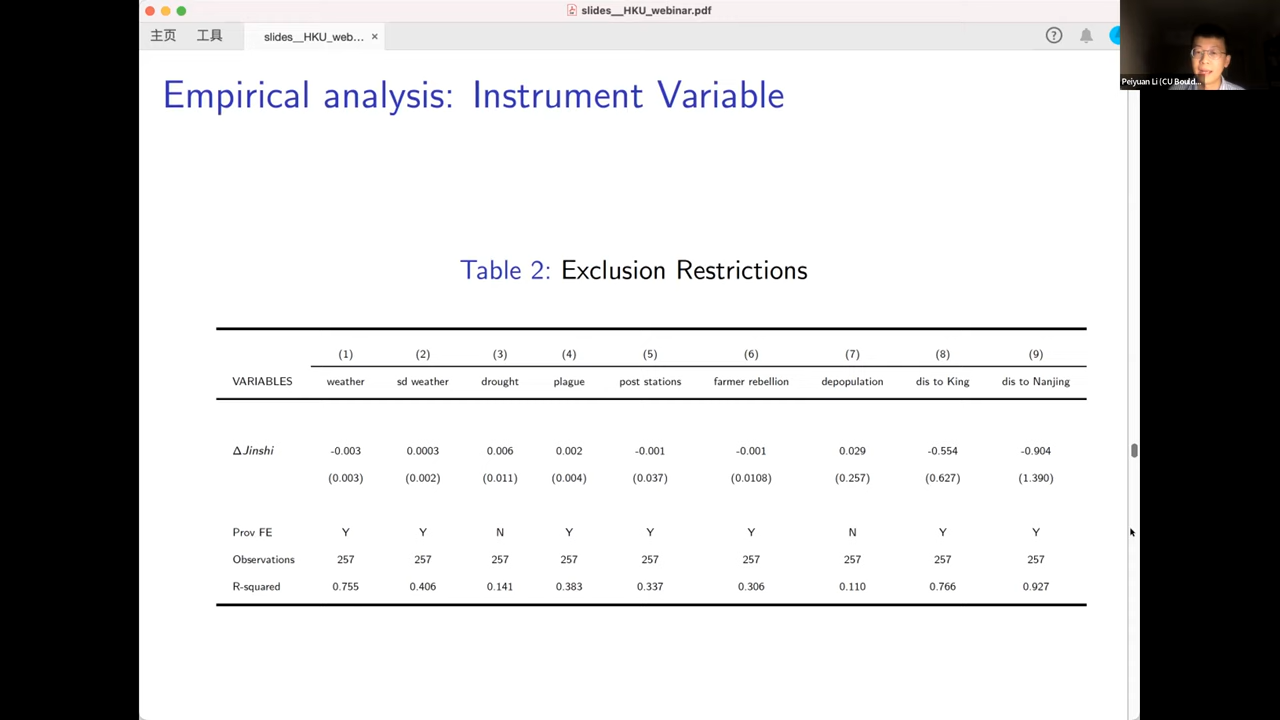 slides__HKU_webinar.pdf
主页 工具 slides__HKU_web... ×
Peiyuan Li (CU Bould...
Empirical analysis: Instrument Variable
Table 2: Exclusion Restrictions
(1) (2) (3) (4) (5) (6) (7) (8) (9)
VARIABLES weather sd weather drought plague post stations farmer rebellion depopulation dis to King dis to Nanjing
ΔJinshi -0.003 0.0003 0.006 0.002 -0.001 -0.001 0.029 -0.554 -0.904
(0.003) (0.002) (0.011) (0.004) (0.037) (0.0108) (0.257) (0.627) (1.390)
Prov FE Y Y N Y Y Y N Y Y
Observations 257 257 257 257 257 257 257 257 257
R-squared 0.755 0.406 0.141 0.383 0.337 0.306 0.110 0.766 0.927